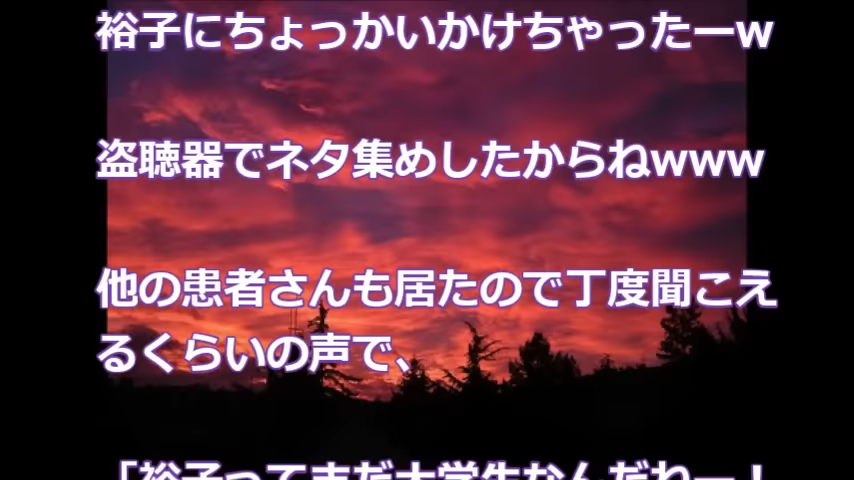 裕子にちょっかいかけちゃったーw
盗聴器でネタ集めしたからねwww
他の患者さんも居たので丁度聞こえ
るくらいの声で、
「裕子ってまだ大学生なんだねー！